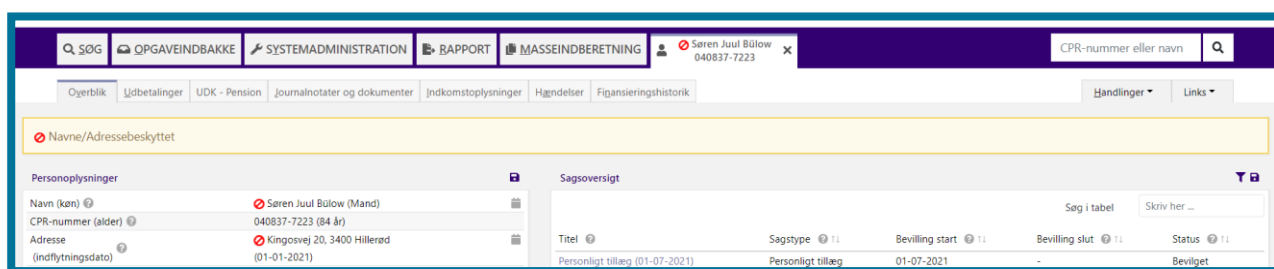 SØG OPGAVEINDBAKKE SYSTEMADMINISTRATION RAPPORT MASSEINDBERETNING Søren Juul Bülow CPR-nummer eller navn
040837-7223
Overblik Udbetalinger UDK - Pension Journalnotater og dokumenter Indkomstoplysninger Hændelser Finansieringshistorik Handlinger Links
Navne/Adressebeskyttet
Personoplysninger
Navn (køn) Søren Juul Bülow (Mand)
CPR-nummer (alder) 040837-7223 (84 år)
Adresse Kingosvej 20, 3400 Hillerød
(indflytningsdato) (01-01-2021)
Sagsoversigt
Søg i tabel Skriv her ...
Titel Sagstype Bevilling start Bevilling slut Status
Personligt tillæg (01-07-2021) Personligt tillæg 01-07-2021 - Bevilget